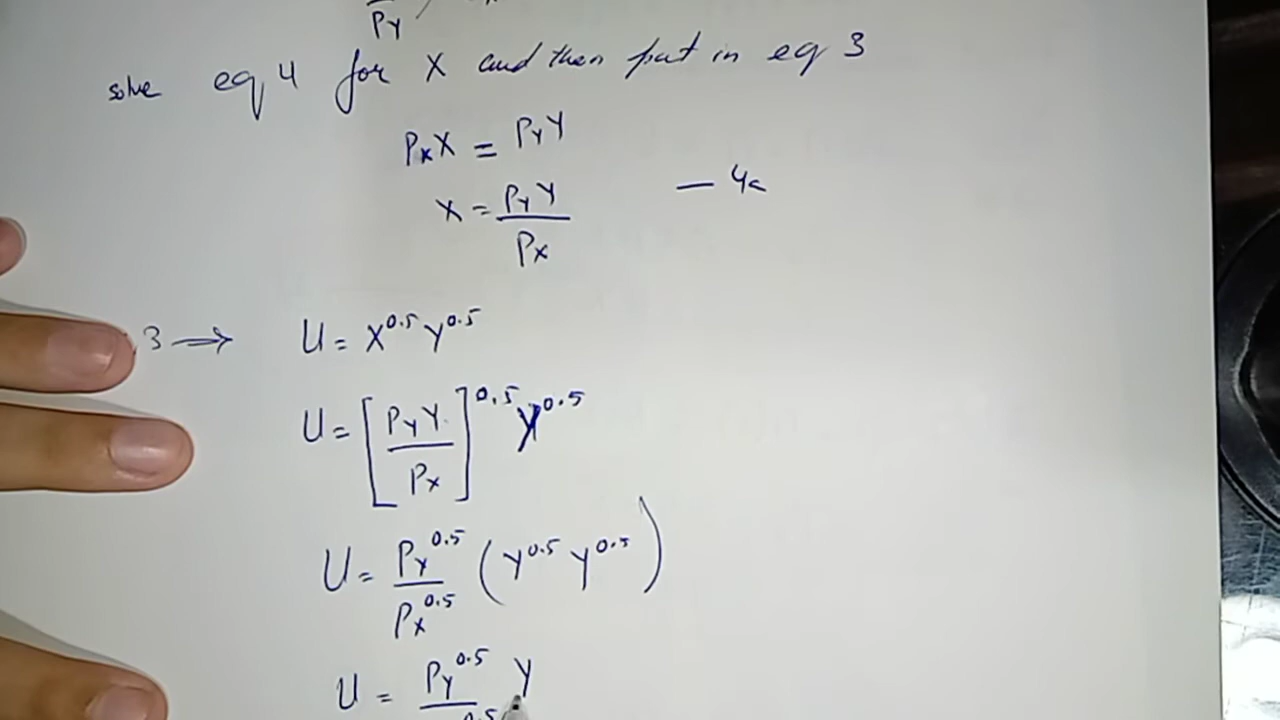 PY
solve eq 4 for X and then put in eq 3
PxX = PYY
X = PYY / Px — 4a
3 → U = X^0.5 Y^0.5
U = [PYY / Px]^0.5 Y^0.5
U = PY^0.5 / Px^0.5 (Y^0.5 Y^0.5)
U = PY^0.5 Y / 0.5